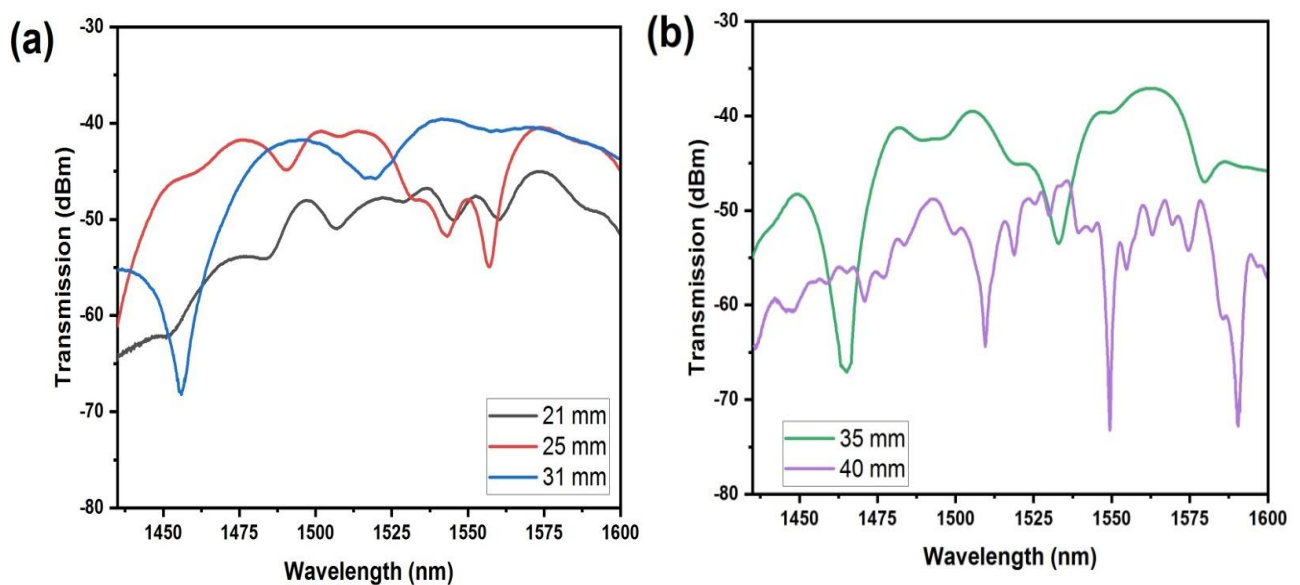 (a)
-30
-40
-50
-60
-70
-80
Transmission (dBm)
1450 1475 1500 1525 1550 1575 1600
Wavelength (nm)
21 mm
25 mm
31 mm
(b)
-30
-40
-50
-60
-70
-80
Transmission (dBm)
1450 1475 1500 1525 1550 1575 1600
Wavelength (nm)
35 mm
40 mm